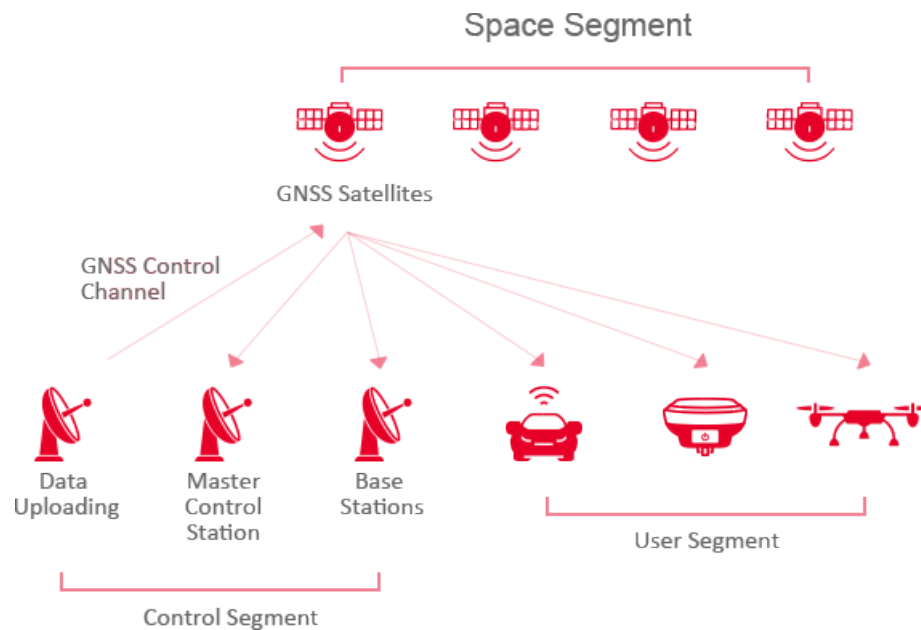 Space Segment
GNSS Satellites
GNSS Control
Channel
Data
Uploading
Master
Control
Station
Base
Stations
User Segment
Control Segment